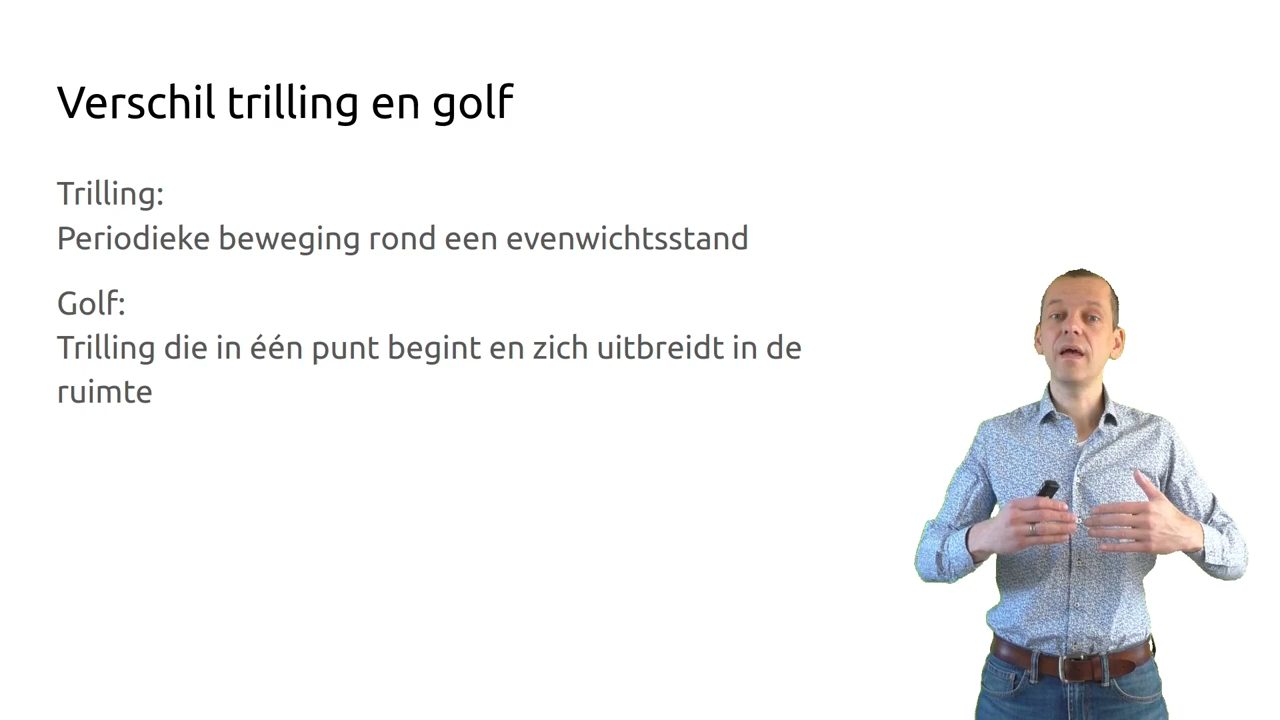 Verschil trilling en golf
Trilling:
Periodieke beweging rond een evenwichtsstand
Golf:
Trilling die in één punt begint en zich uitbreidt in de
ruimte